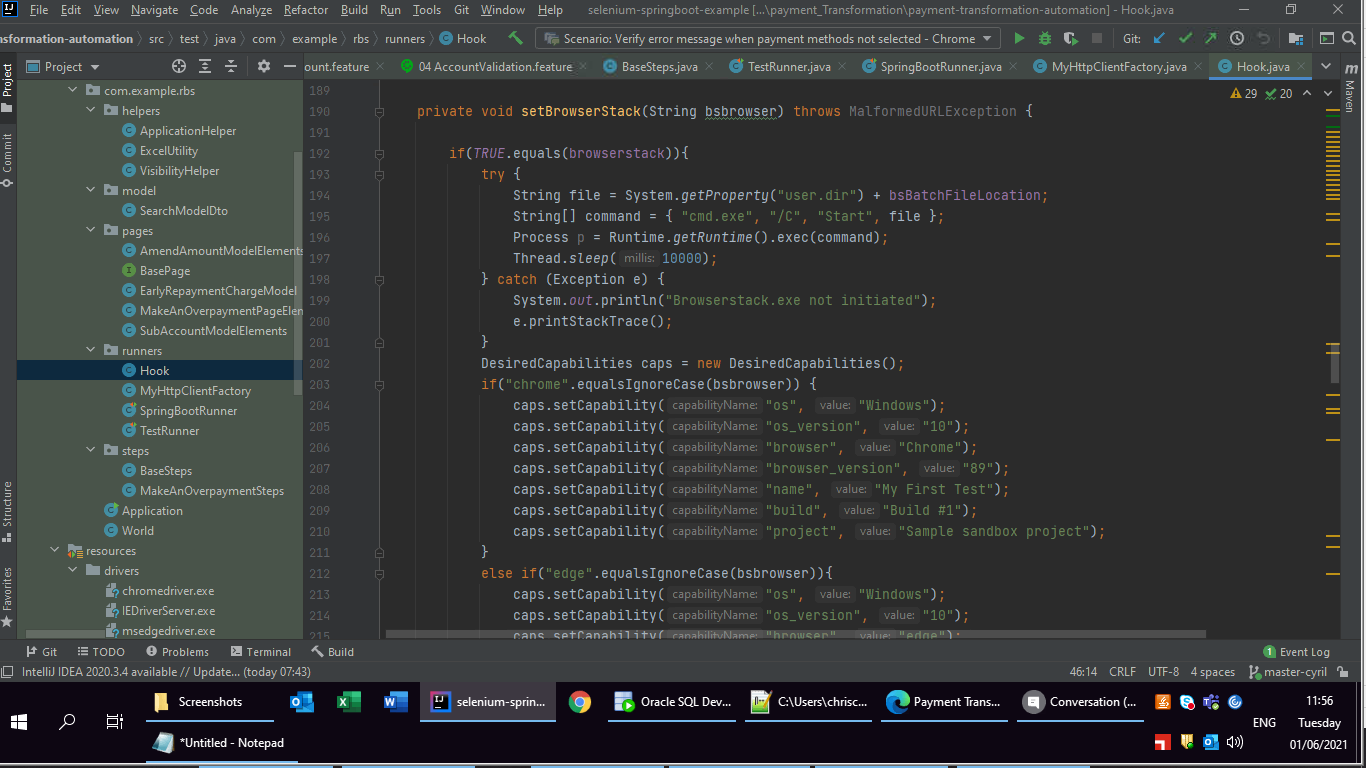 File Edit View Navigate Code Analyze Refactor Build Run Tools Git Window Help selenium-springboot-example [...\payment_Transformation\payment-transformation-automation] - Hook.java
nsformation-automation src test java com example rbs runners Hook Scenario: Verify error message when payment methods not selected - Chrome Git:
Project ount.feature 04 AccountValidation.feature BaseSteps.java TestRunner.java SpringBootRunner.java MyHttpClientFactory.java Hook.java
Project
Commit
Structure
Favorites
Maven
com.example.rbs
helpers
ApplicationHelper
ExcelUtility
VisibilityHelper
model
SearchModelDto
pages
AmendAmountModelElements
BasePage
EarlyRepaymentChargeModel
MakeAnOverpaymentPageElen
SubAccountModelElements
runners
Hook
MyHttpClientFactory
SpringBootRunner
TestRunner
steps
BaseSteps
MakeAnOverpaymentSteps
Application
World
resources
drivers
chromedriver.exe
IEDriverServer.exe
msedgedriver.exe
29 20
189
190 private void setBrowserStack(String bsbrowser) throws MalformedURLException {
191
192 if(TRUE.equals(browserstack)){
193 try {
194 String file = System.getProperty("user.dir") + bsBatchFileLocation;
195 String[] command = { "cmd.exe", "/C", "Start", file };
196 Process p = Runtime.getRuntime().exec(command);
197 Thread.sleep( millis: 10000);
198 } catch (Exception e) {
199 System.out.println("Browserstack.exe not initiated");
200 e.printStackTrace();
201 }
202 DesiredCapabilities caps = new DesiredCapabilities();
203 if("chrome".equalsIgnoreCase(bsbrowser)) {
204 caps.setCapability( capabilityName: "os", value: "Windows");
205 caps.setCapability( capabilityName: "os_version", value: "10");
206 caps.setCapability( capabilityName: "browser", value: "Chrome");
207 caps.setCapability( capabilityName: "browser_version", value: "89");
208 caps.setCapability( capabilityName: "name", value: "My First Test");
209 caps.setCapability( capabilityName: "build", value: "Build #1");
210 caps.setCapability( capabilityName: "project", value: "Sample sandbox project");
211 }
212 else if("edge".equalsIgnoreCase(bsbrowser)){
213 caps.setCapability( capabilityName: "os", value: "Windows");
214 caps.setCapability( capabilityName: "os_version", value: "10");
215 caps.setCapability( capabilityName: "browser", value: "edge");
Git TODO Problems Terminal Build 1 Event Log
IntelliJ IDEA 2020.3.4 available // Update... (today 07:43) 46:14 CRLF UTF-8 4 spaces master-cyril
Screenshots selenium-sprin... Oracle SQL Dev... C:\Users\chrisc... Payment Trans... Conversation (... 11:56
ENG Tuesday
*Untitled - Notepad 01/06/2021